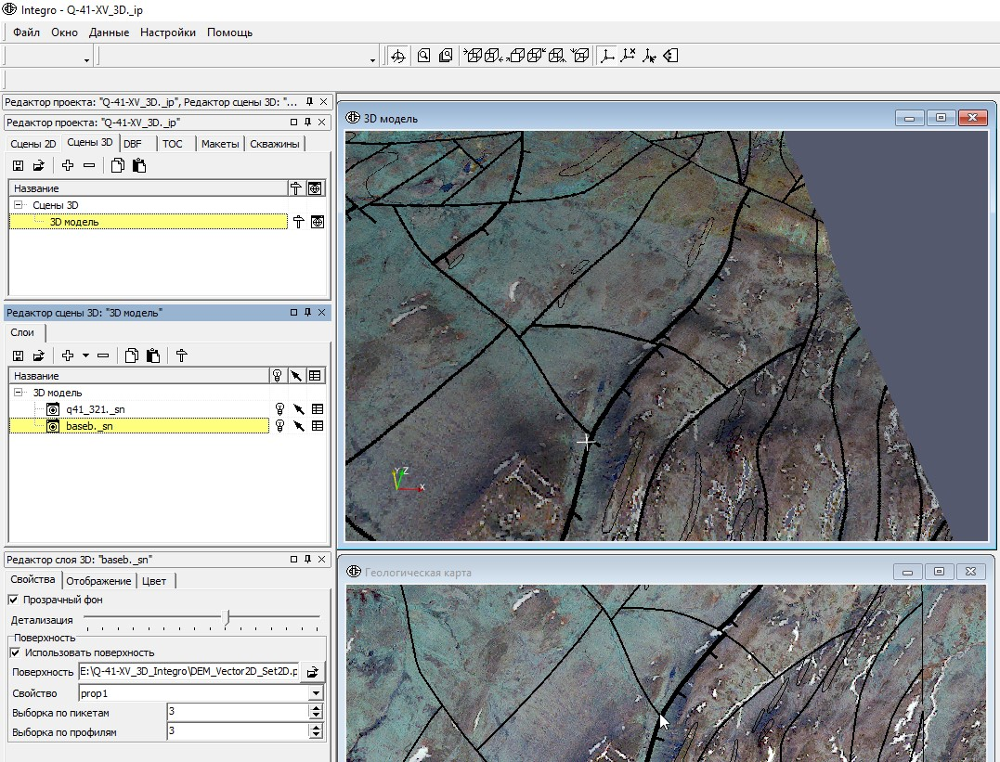 Integro - Q-41-XV_3D._ip
Файл Окно Данные Настройки Помощь
Редактор проекта: "Q-41-XV_3D._ip", Редактор сцены 3D: "...
Редактор проекта: "Q-41-XV_3D._ip"
Сцены 2D Сцены 3D DBF ТОС Макеты Скважины
Название
Сцены 3D
3D модель
Редактор сцены 3D: "3D модель"
Слои
Название
3D модель
q41_321._sn
baseb._sn
Редактор слоя 3D: "baseb._sn"
Свойства Отображение Цвет
Прозрачный фон
Детализация
Поверхность
Использовать поверхность
Поверхность E:\Q-41-XV_3D_Integro\DEM_Vector2D_Set2D.p
Свойство prop1
Выборка по пикетам 3
Выборка по профилям 3
3D модель
Y Z
X
Геологическая карта